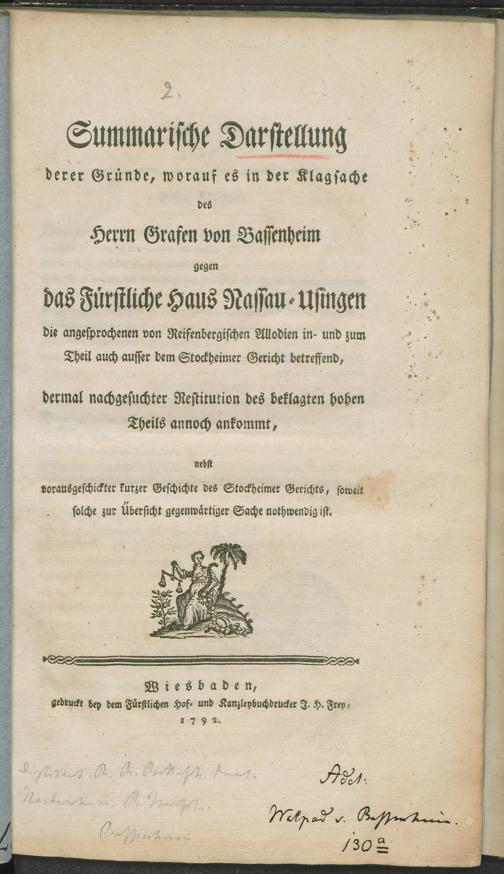 2.
Summarische Darstellung
derer Gründe, worauf es in der Klagsache
des
Herrn Grafen von Bassenheim
gegen
das Fürstliche Haus Nassau-Usingen
die angesprochenen von Reifenbergischen Allodien in- und zum
Theil auch ausser dem Stockheimer Gericht betreffend,
dermal nachgesuchter Restitution des beklagten hohen
Theils annoch ankommt,
nebst
vorausgeschickter kurzer Geschichte des Stockheimer Gerichts, soweit
solche zur Übersicht gegenwärtiger Sache nothwendig ist.
Wiesbaden,
gedruckt bey dem Fürstlichen Hof- und Kanzleybuchdrucker J. H. Frey,
1792.
v. Bassenheim.
130 a